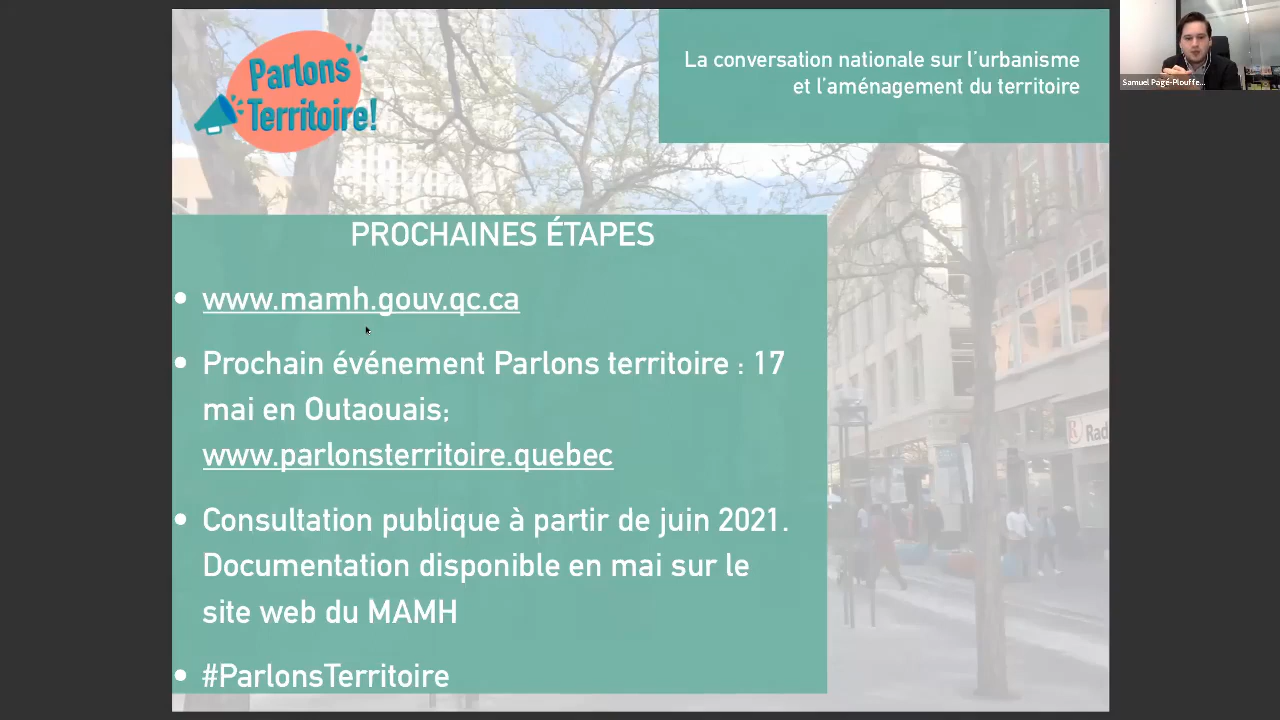 Parlons
Territoire!
La conversation nationale sur l'urbanisme
et l'aménagement du territoire
Samuel Pagé-Plouffe...
PROCHAINES ÉTAPES
• www.mamh.gouv.qc.ca
• Prochain événement Parlons territoire : 17
mai en Outaouais;
www.parlonsterritoire.quebec
• Consultation publique à partir de juin 2021.
Documentation disponible en mai sur le
site web du MAMH
• #ParlonsTerritoire
R
Rad